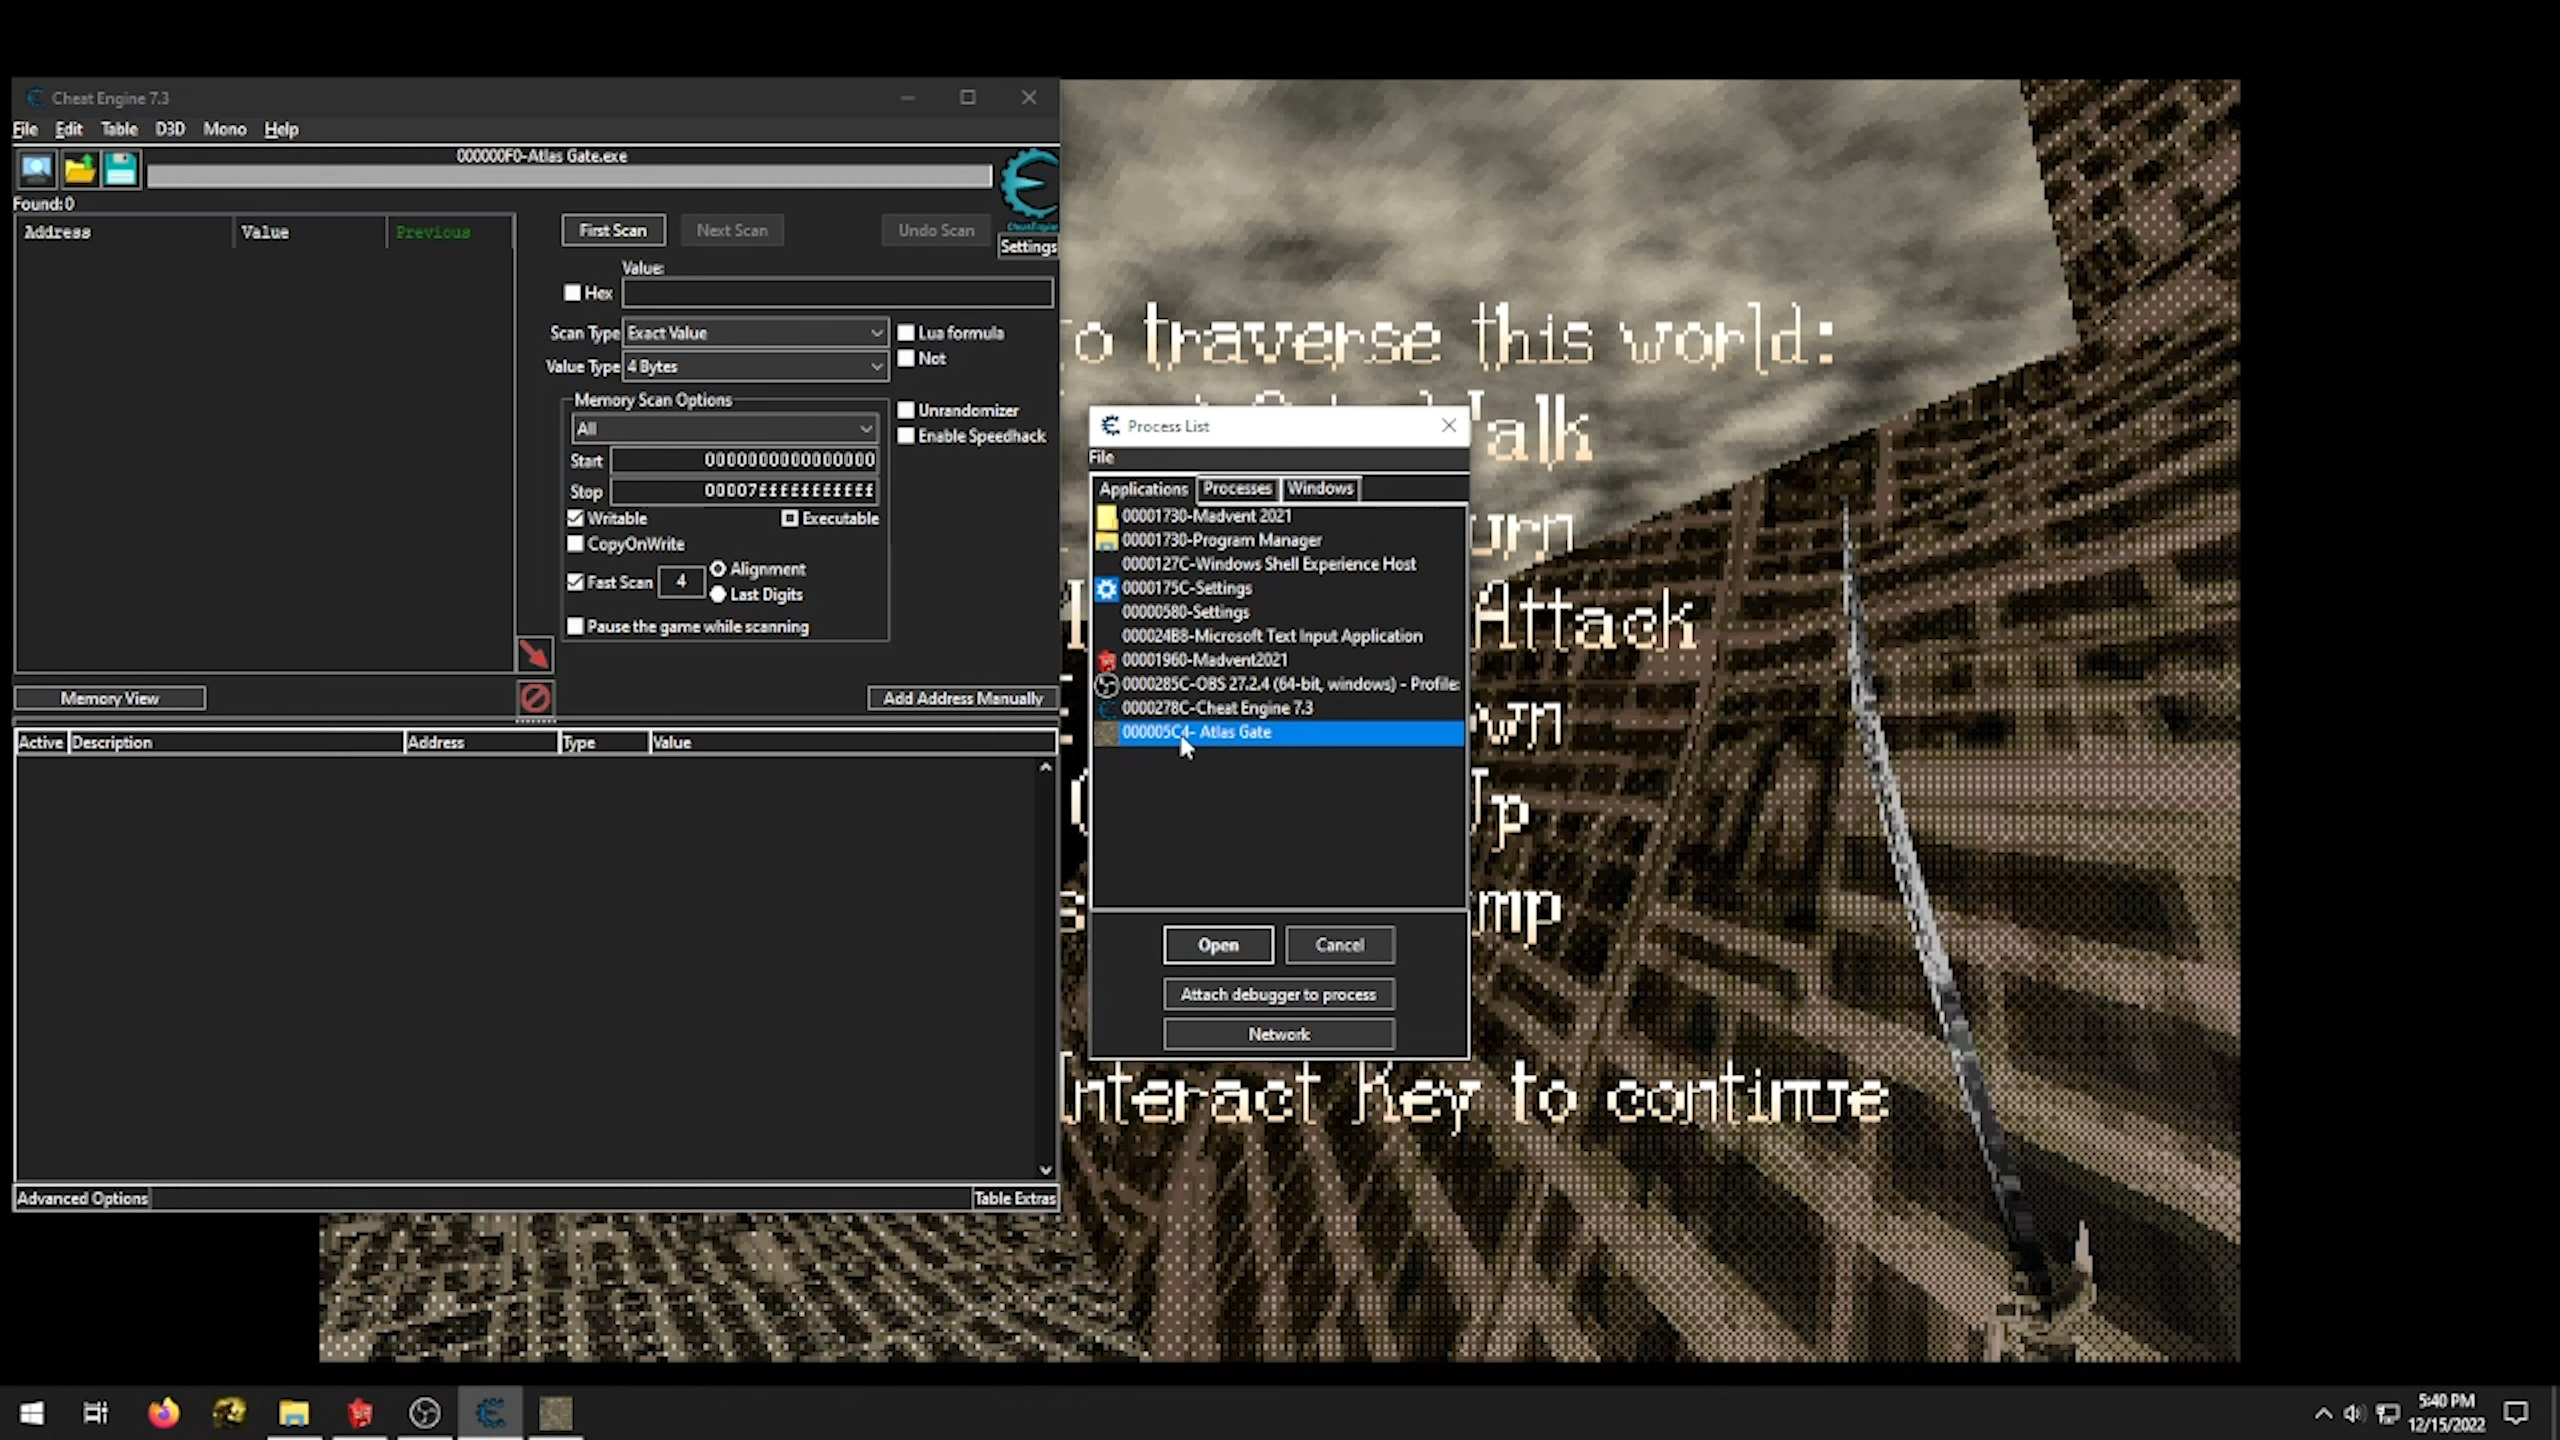 Cheat Engine 7.3
File Edit Table D3D Mono Help
000000F0-Atlas Gate.exe
Found:0
Address Value Previous
First Scan Next Scan Undo Scan
Settings
Value:
Hex
Scan Type Exact Value Lua formula
Value Type 4 Bytes Not
Memory Scan Options
All
Unrandomizer
Enable Speedhack
Start 0000000000000000
Stop 00007fffffffffff
Writable Executable
CopyOnWrite
Fast Scan 4 Alignment
Last Digits
Pause the game while scanning
Memory View Add Address Manually
Active Description Address Type Value
Advanced Options Table Extras
o traverse this world:
alk
urn
Attack
own
Up
mp
Interact Key to continue
Process List
File
Applications Processes Windows
00001730-Madvent 2021
00001730-Program Manager
0000127C-Windows Shell Experience Host
0000175C-Settings
00000580-Settings
000024B8-Microsoft Text Input Application
00001960-Madvent2021
0000285C-OBS 27.2.4 (64-bit, windows) - Profile:
0000278C-Cheat Engine 7.3
000005C4- Atlas Gate
Open Cancel
Attach debugger to process
Network
5:40 PM
12/15/2022